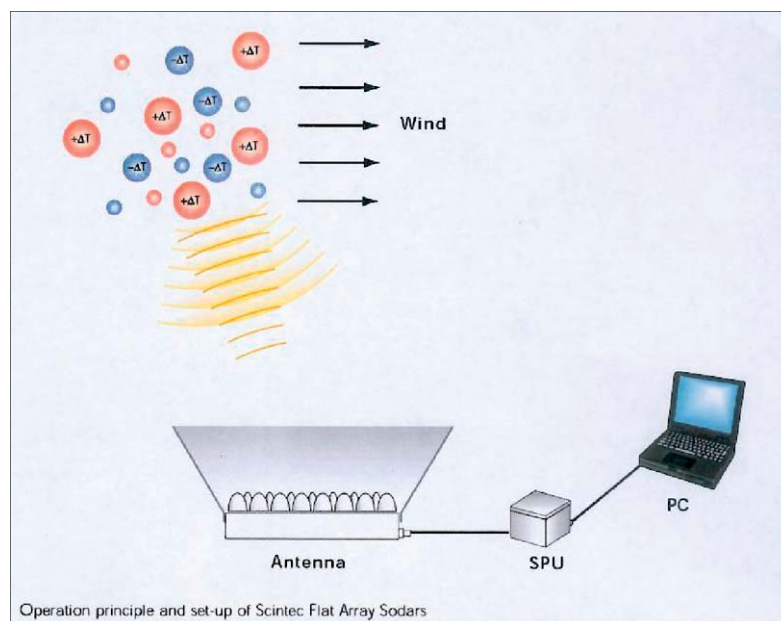 +ΔT
−ΔT
−ΔT
+ΔT
+ΔT
+ΔT
−ΔT
−ΔT
+ΔT
Wind
PC
Antenna
SPU
Operation principle and set-up of Scintec Flat Array Sodars